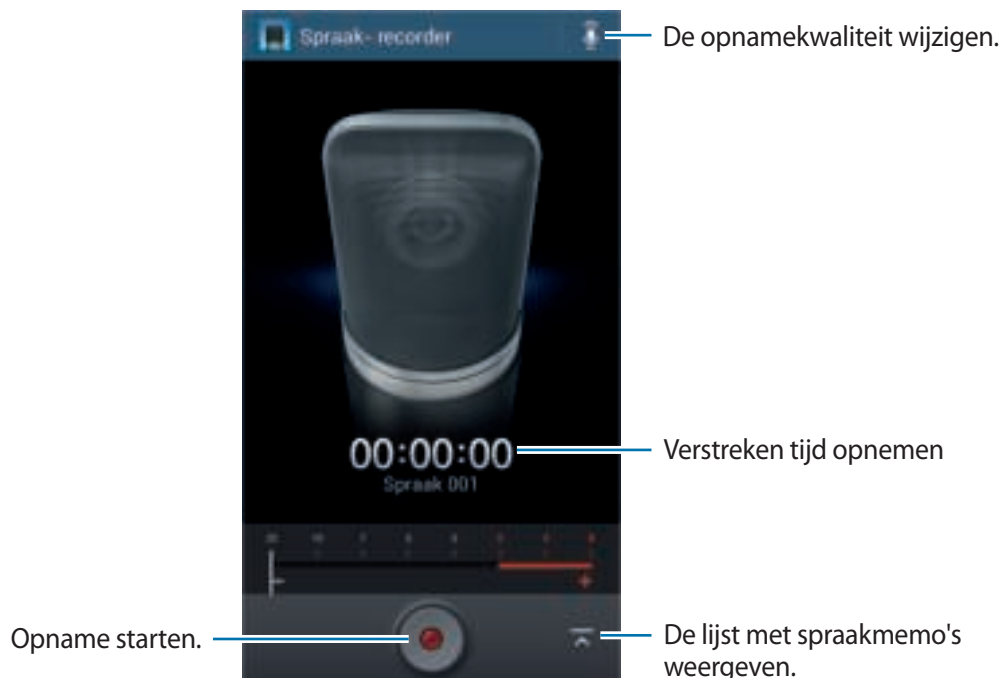 Spraak- recorder
De opnamekwaliteit wijzigen.
00:00:00
Verstreken tijd opnemen
Spraak 001
Opname starten.
De lijst met spraakmemo's
weergeven.